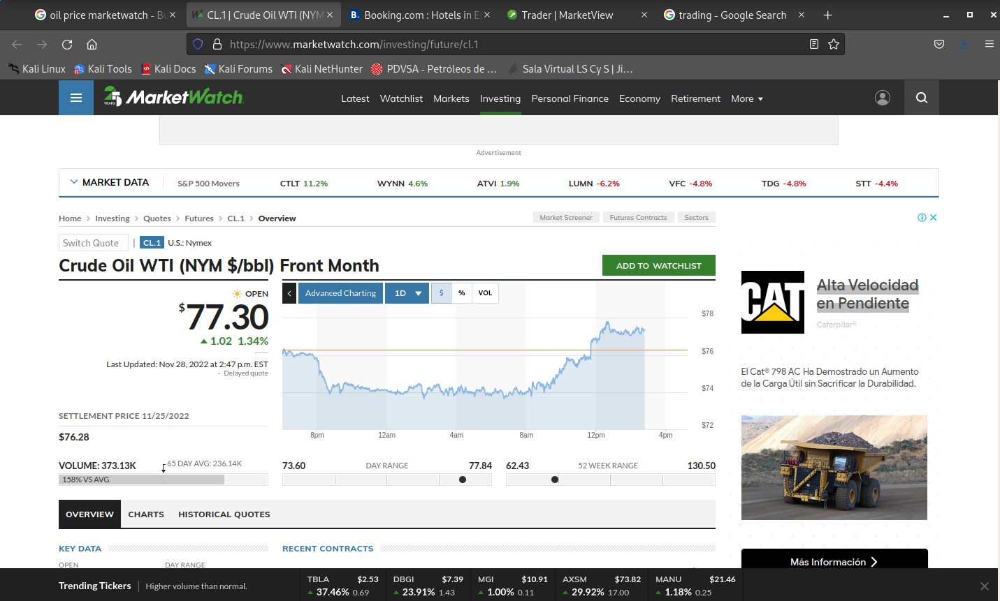 oil price marketwatch - Bu
CL.1 | Crude Oil WTI (NYM
Booking.com : Hotels in Ev
Trader | MarketView
trading - Google Search
https://www.marketwatch.com/investing/future/cl.1
Kali Linux Kali Tools Kali Docs Kali Forums Kali NetHunter PDVSA - Petróleos de … Sala Virtual LS Cy S | Ji…
25 YEARS MarketWatch
Latest Watchlist Markets Investing Personal Finance Economy Retirement More
Advertisement
MARKET DATA S&P 500 Movers CTLT 11.2% WYNN 4.6% ATVI 1.9% LUMN -6.2% VFC -4.8% TDG -4.8% STT -4.4%
Home > Investing > Quotes > Futures > CL.1 > Overview
Market Screener Futures Contracts Sectors
Switch Quote | CL.1 U.S.: Nymex
Crude Oil WTI (NYM $/bbl) Front Month
ADD TO WATCHLIST
OPEN
$77.30
1.02 1.34%
Last Updated: Nov 28, 2022 at 2:47 p.m. EST
- Delayed quote
SETTLEMENT PRICE 11/25/2022
$76.28
Advanced Charting 1D $ % VOL
$78
$76
$74
$72
8pm 12am 4am 8am 12pm 4pm
VOLUME: 373.13K 65 DAY AVG: 236.14K
158% VS AVG
73.60 DAY RANGE 77.84
62.43 52 WEEK RANGE 130.50
OVERVIEW CHARTS HISTORICAL QUOTES
KEY DATA
OPEN DAY RANGE
RECENT CONTRACTS
CAT
Alta Velocidad
en Pendiente
Caterpillar®
El Cat® 798 AC Ha Demostrado un Aumento
de la Carga Útil sin Sacrificar la Durabilidad.
Más Información
Trending Tickers | Higher volume than normal.
TBLA $2.53
37.46% 0.69
DBGI $7.39
23.91% 1.43
MGI $10.91
1.00% 0.11
AXSM $73.82
29.92% 17.00
MANU $21.46
1.18% 0.25